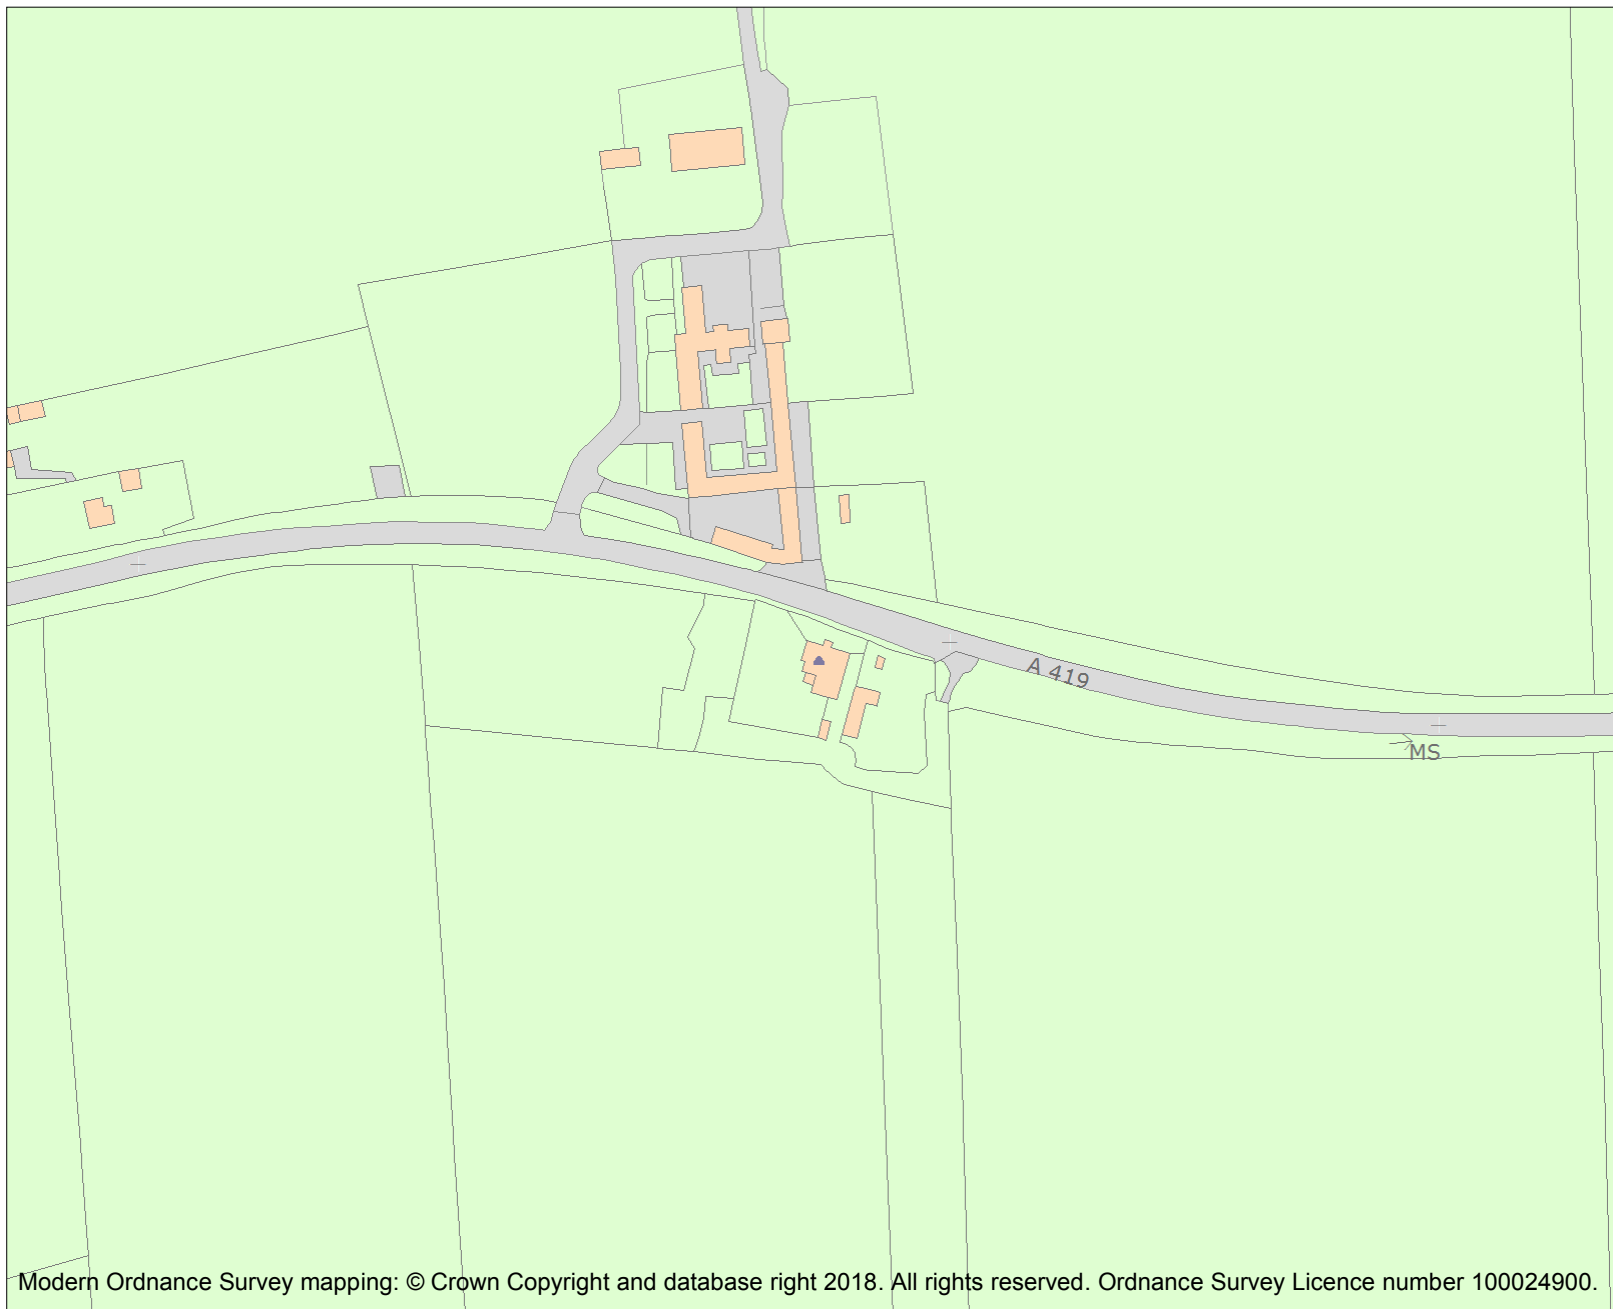 A 419
MS
Modern Ordnance Survey mapping: © Crown Copyright and database right 2018. All rights reserved. Ordnance Survey Licence number 100024900.